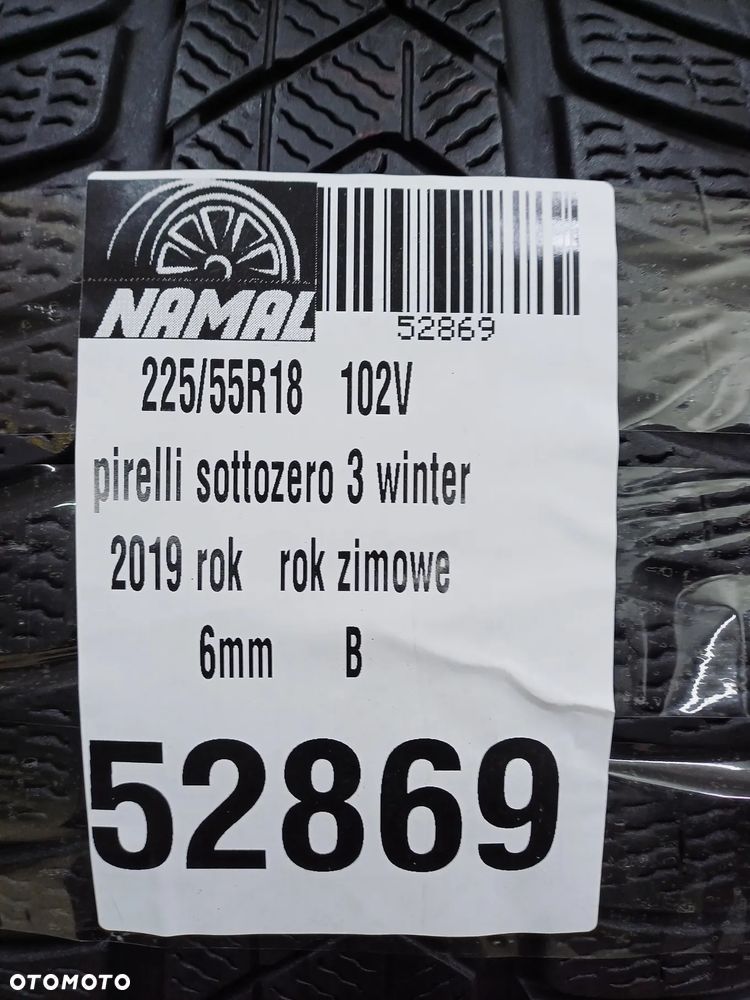 NAMAL
52869
225/55R18 102V
pirelli sottozero 3 winter
2019 rok rok zimowe
6mm B
52869
OTOMOTO